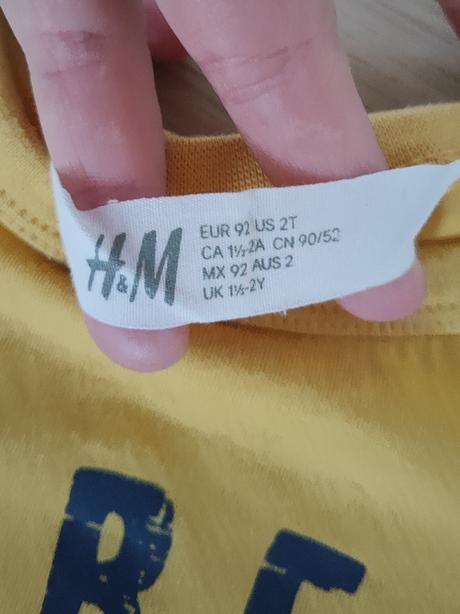 H&M
EUR 92 US 2T
CA 1½-2A CN 90/52
MX 92 AUS 2
UK 1½-2Y